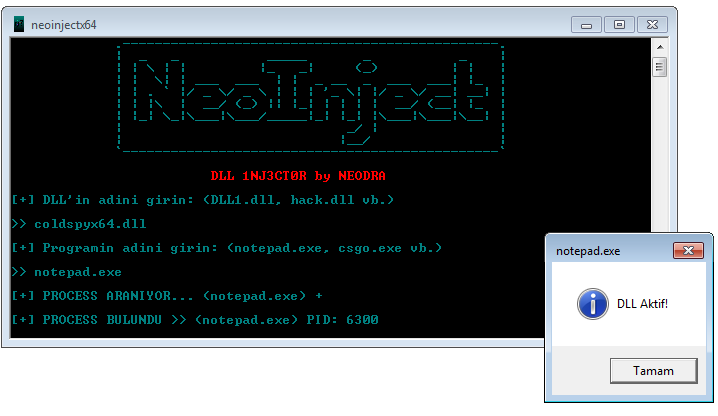 neoinjectx64
NeoInject
DLL 1NJ3CT0R by NEODRA
[+] DLL'in adini girin: (DLL1.dll, hack.dll vb.)
>> coldspyx64.dll
[+] Programin adini girin: (notepad.exe, csgo.exe vb.)
>> notepad.exe
[+] PROCESS ARANIYOR... (notepad.exe) +
[+] PROCESS BULUNDU >> (notepad.exe) PID: 6300
notepad.exe
DLL Aktif!
Tamam